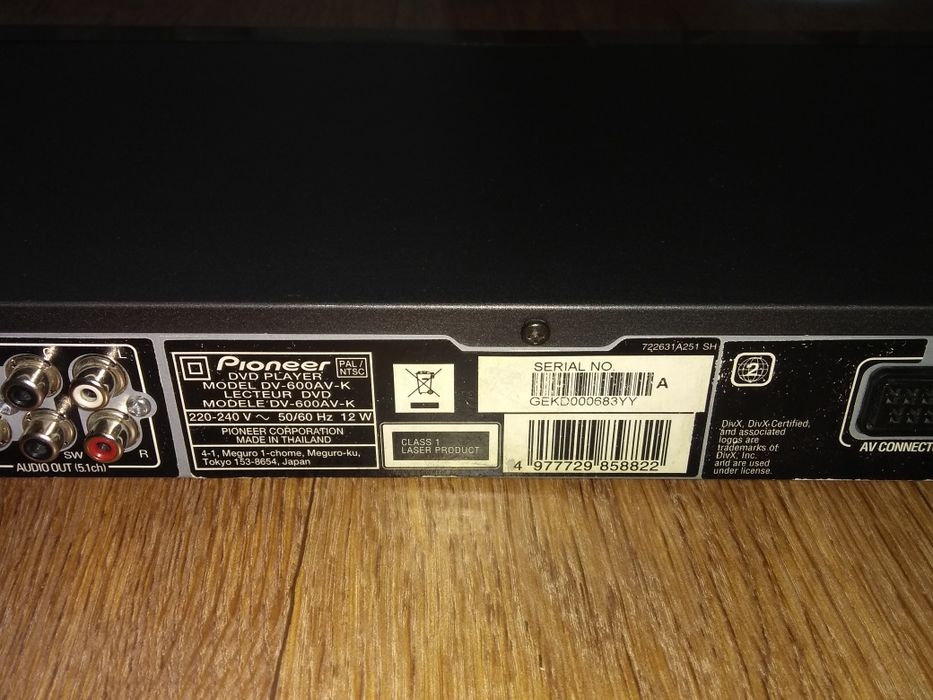 C
L
SW
R
AUDIO OUT (5.1ch)
Pioneer
PAL/
NTSC
DVD PLAYER
MODEL DV-600AV-K
LECTEUR DVD
MODELE/DV-600AV-K
220-240 V ~ 50/60 Hz 12 W
PIONEER CORPORATION
MADE IN THAILAND
4-1, Meguro 1-chome, Meguro-ku,
Tokyo 153-8654, Japan
CLASS 1
LASER PRODUCT
722631A251 SH
SERIAL NO.
A
GEKD000683YY
4 977729 858822
2
DivX, DivX-Certified,
and associated
logos are
trademarks of
DivX, Inc.
and are used
under license.
AV CONNECT